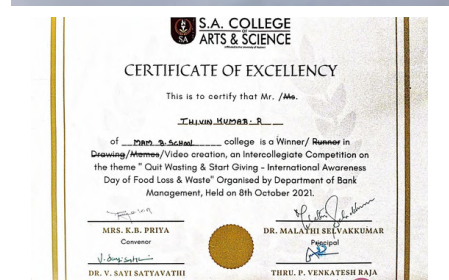 S.A. COLLEGE
OF
ARTS & SCIENCE
SA
CERTIFICATE OF EXCELLENCY
This is to certify that Mr. /Ms.
THIVIN KUMAR. R
of MAM B. SCHOOL college is a Winner/ Runner in
Drawing/Memes/Video creation, an Intercollegiate Competition on
the theme " Quit Wasting & Start Giving - International Awareness
Day of Food Loss & Waste" Organised by Department of Bank
Management, Held on 8th October 2021.
MRS. K.B. PRIYA
Convenor
DR. MALATHI SELVAKKUMAR
Principal
DR. V. SAYI SATYAVATHI
THRU. P. VENKATESH RAJA